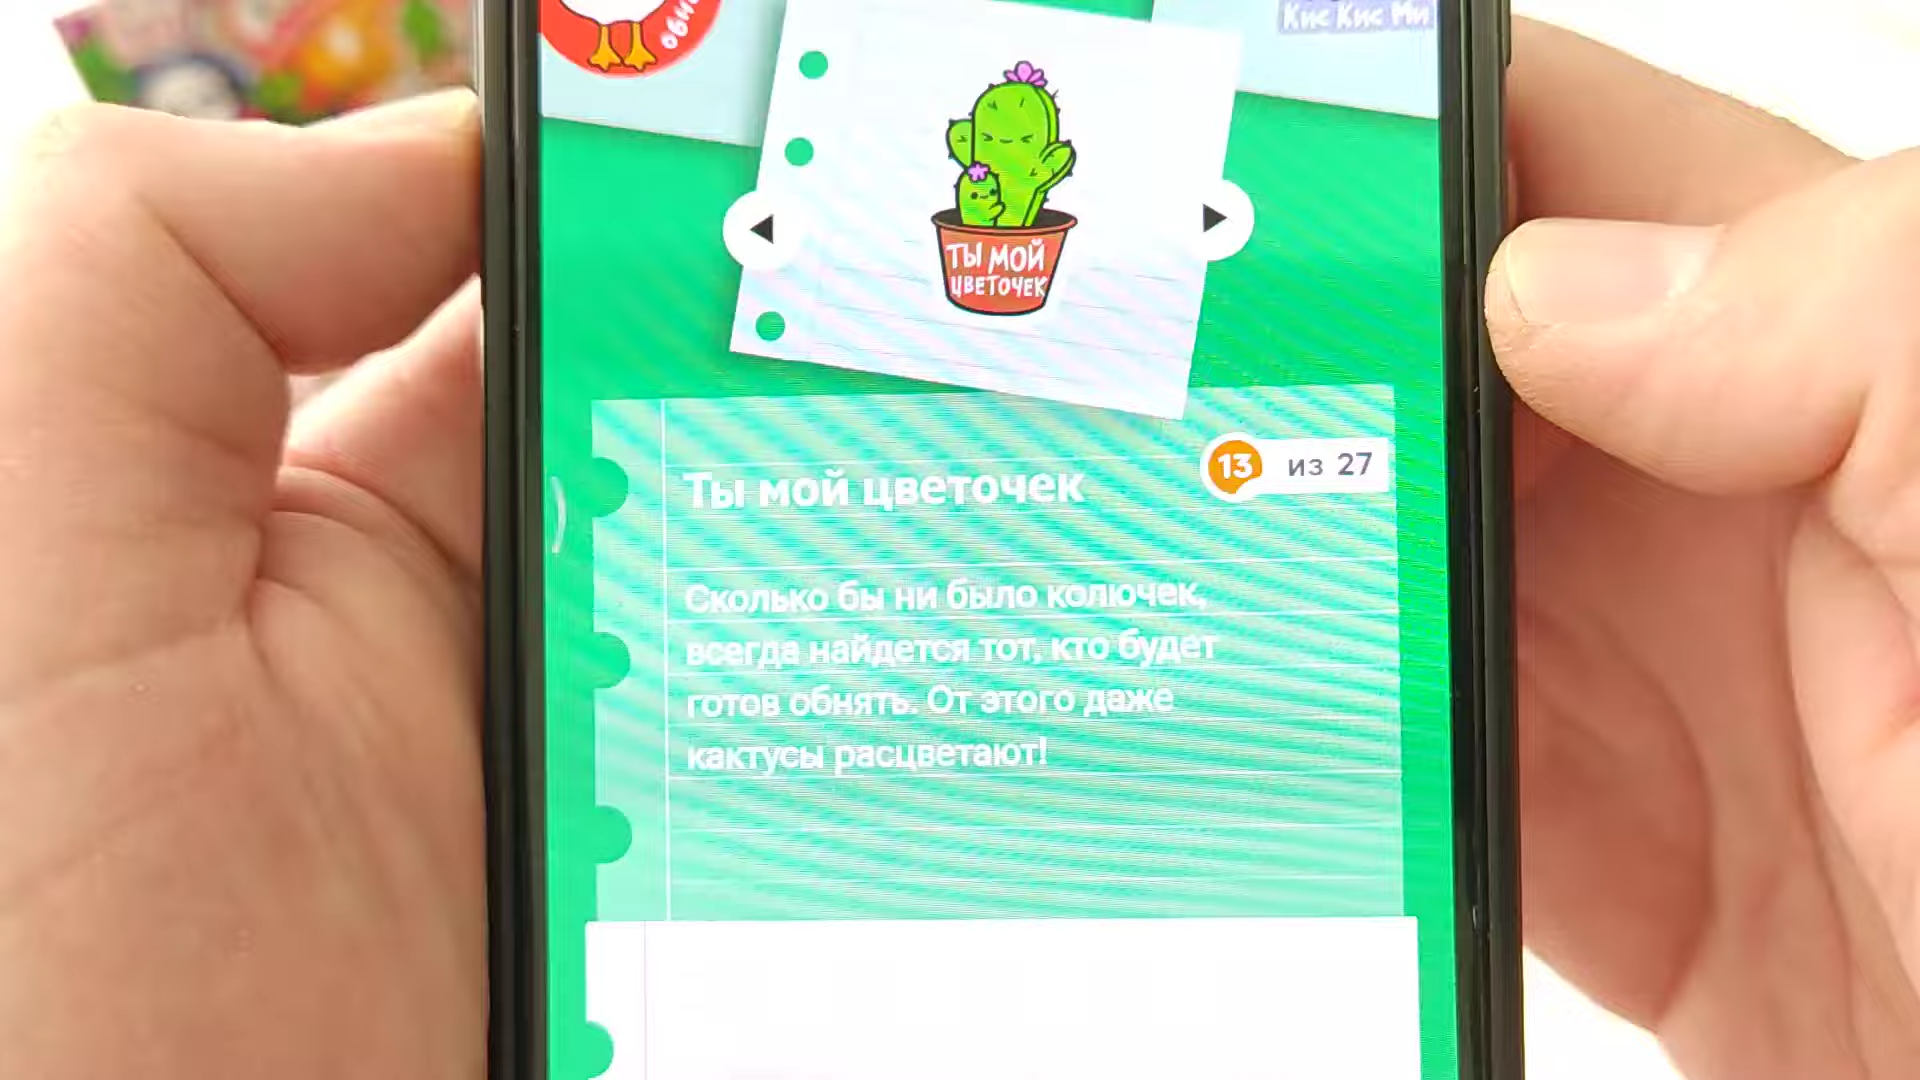 Кис Кис Ми
ТЫ МОЙ
ЦВЕТОЧЕК
Ты мой цветочек
13 из 27
Сколько бы ни было колючек,
всегда найдется тот, кто будет
готов обнять. От этого даже
кактусы расцветают!